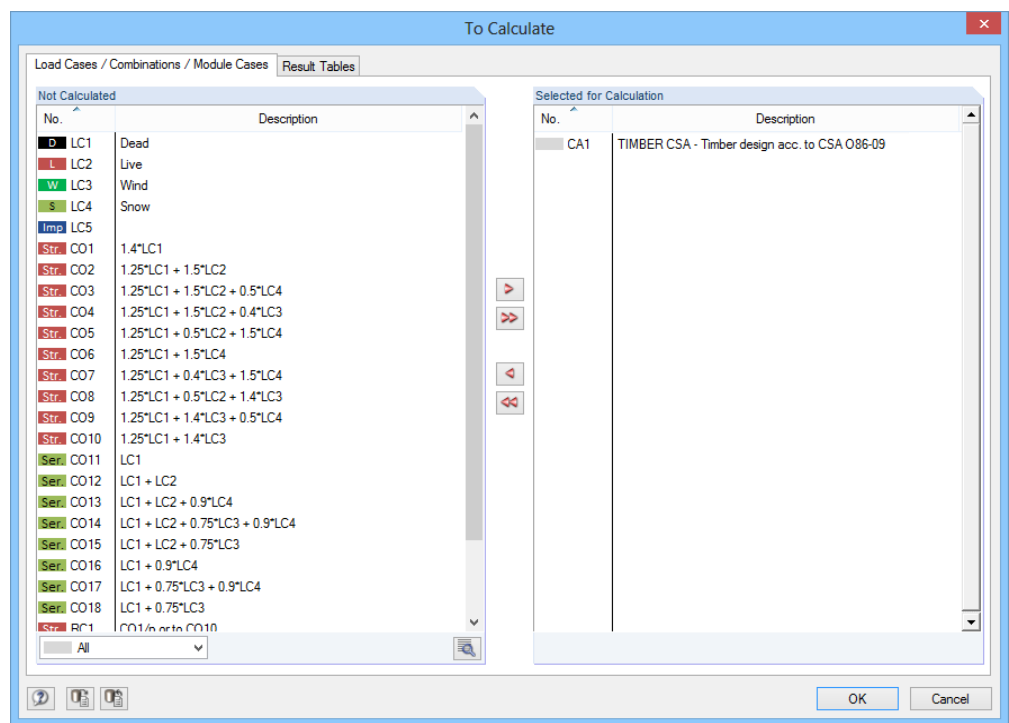 To Calculate
Load Cases / Combinations / Module Cases Result Tables
Not Calculated
No. Description
D LC1 Dead
L LC2 Live
W LC3 Wind
S LC4 Snow
Imp LC5
Str. CO1 1.4*LC1
Str. CO2 1.25*LC1 + 1.5*LC2
Str. CO3 1.25*LC1 + 1.5*LC2 + 0.5*LC4
Str. CO4 1.25*LC1 + 1.5*LC2 + 0.4*LC3
Str. CO5 1.25*LC1 + 0.5*LC2 + 1.5*LC4
Str. CO6 1.25*LC1 + 1.5*LC4
Str. CO7 1.25*LC1 + 0.4*LC3 + 1.5*LC4
Str. CO8 1.25*LC1 + 0.5*LC2 + 1.4*LC3
Str. CO9 1.25*LC1 + 1.4*LC3 + 0.5*LC4
Str. CO10 1.25*LC1 + 1.4*LC3
Ser. CO11 LC1
Ser. CO12 LC1 + LC2
Ser. CO13 LC1 + LC2 + 0.9*LC4
Ser. CO14 LC1 + LC2 + 0.75*LC3 + 0.9*LC4
Ser. CO15 LC1 + LC2 + 0.75*LC3
Ser. CO16 LC1 + 0.9*LC4
Ser. CO17 LC1 + 0.75*LC3 + 0.9*LC4
Ser. CO18 LC1 + 0.75*LC3
Str. RC1 CO1/p or to CO10
All
Selected for Calculation
No. Description
CA1 TIMBER CSA - Timber design acc. to CSA O86-09
OK Cancel